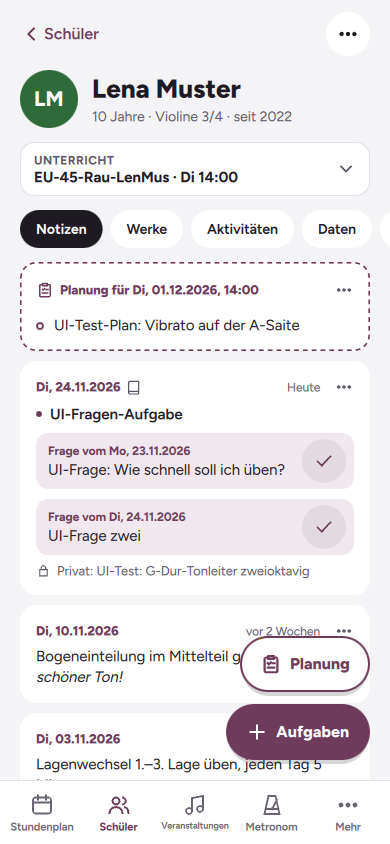 Schüler
LM
Lena Muster
10 Jahre · Violine 3/4 · seit 2022
UNTERRICHT
EU-45-Rau-LenMus · Di 14:00
Notizen Werke Aktivitäten Daten
Planung für Di, 01.12.2026, 14:00
UI-Test-Plan: Vibrato auf der A-Saite
Di, 24.11.2026 Heute
UI-Fragen-Aufgabe
Frage vom Mo, 23.11.2026
UI-Frage: Wie schnell soll ich üben?
Frage vom Di, 24.11.2026
UI-Frage zwei
Privat: UI-Test: G-Dur-Tonleiter zweioktavig
Di, 10.11.2026 vor 2 Wochen
Bogeneinteilung im Mittelteil
schöner Ton!
Planung
Di, 03.11.2026
Aufgaben
Lagenwechsel 1.–3. Lage üben, jeden Tag 5
Stundenplan Schüler Veranstaltungen Metronom Mehr